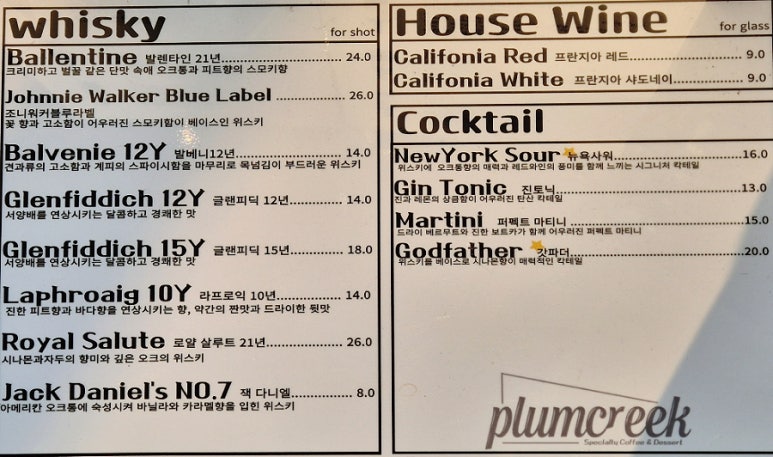 whisky for shot
Ballentine 발렌타인 21년 24.0
크리미하고 벌꿀 같은 단맛 속애 오크통과 피트향의 스모키향
Johnnie Walker Blue Label 26.0
조니워커블루라벨
꽃 향과 고소함이 어우러진 스모키함이 베이스인 위스키
Balvenie 12Y 발베니12년 14.0
견과류의 고소함과 계피의 스파이시함을 마무리로 목넘김이 부드러운 위스키
Glenfiddich 12Y 글랜피딕 12년 14.0
서양배를 연상시키는 달콤하고 경쾌한 맛
Glenfiddich 15Y 글랜피딕 15년 18.0
서양배를 연상시키는 달콤하고 경쾌한 맛
Laphroaig 10Y 라프로익 10년 14.0
진한 피트향과 바다향을 연상시키는 향, 약간의 짠맛과 드라이한 뒷맛
Royal Salute 로얄 살루트 21년 26.0
시나몬과자두의 향미와 깊은 오크의 위스키
Jack Daniel's NO.7 잭 다니엘 8.0
아메리칸 오크통에 숙성시켜 바닐라와 카라멜향을 입힌 위스키
House Wine for glass
Califonia Red 프란지아 레드 9.0
Califonia White 프란지아 샤도네이 9.0
Cocktail
NewYork Sour 뉴욕사워 16.0
위스키에 오크통향의 매력과 레드와인의 풍미를 함께 느끼는 시그니처 칵테일
Gin Tonic 진토닉 13.0
진과 레몬의 상큼함이 어우러진 탄산 칵테일
Martini 퍼펙트 마티니 15.0
드라이 베르무트와 진한 보트카가 함께 어우러진 퍼펙트 마티니
Godfather 갓파더 20.0
위스키를 베이스로 시나몬향이 매력적인 칵테일
plumcreek
Specialty Coffee & Dessert